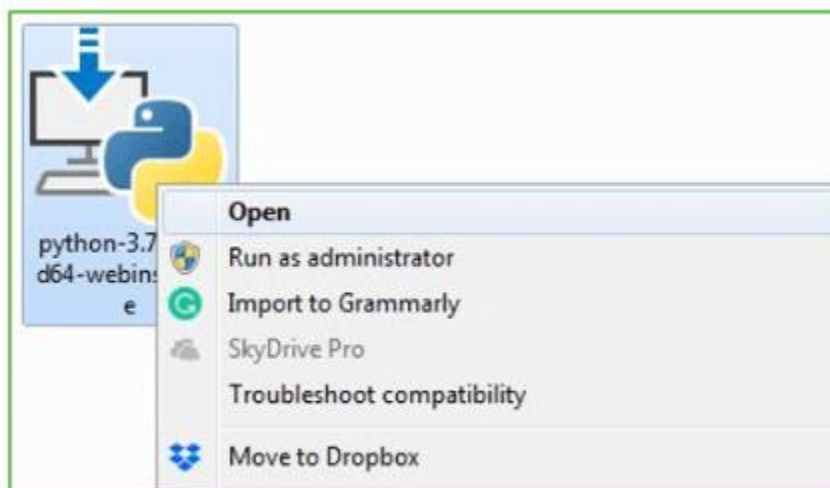 python-3.7
d64-webins
e
Open
Run as administrator
Import to Grammarly
SkyDrive Pro
Troubleshoot compatibility
Move to Dropbox